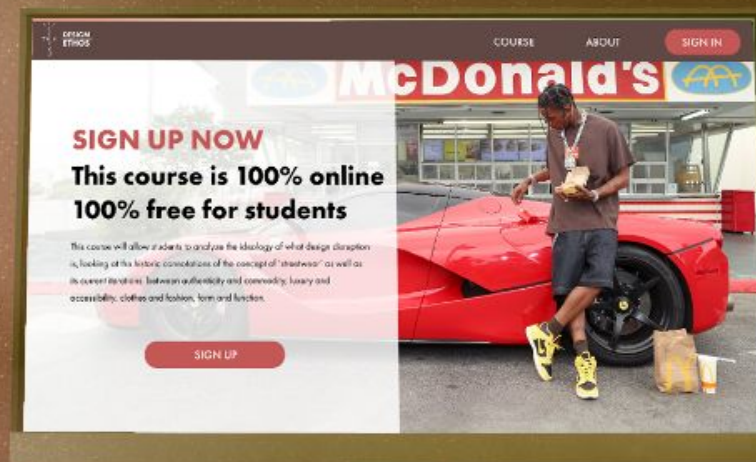 DESIGN
ETHOS
COURSE
ABOUT
SIGN IN
McDonald's
SIGN UP NOW
This course is 100% online
100% free for students
This course will allow students to analyze the ideology of what design disruption
is, looking at the historic connotations of the concept of "streetwear" as well as
its current iterations: between authenticity and commodity, luxury and
accessibility, clothes and fashion, form and function.
SIGN UP